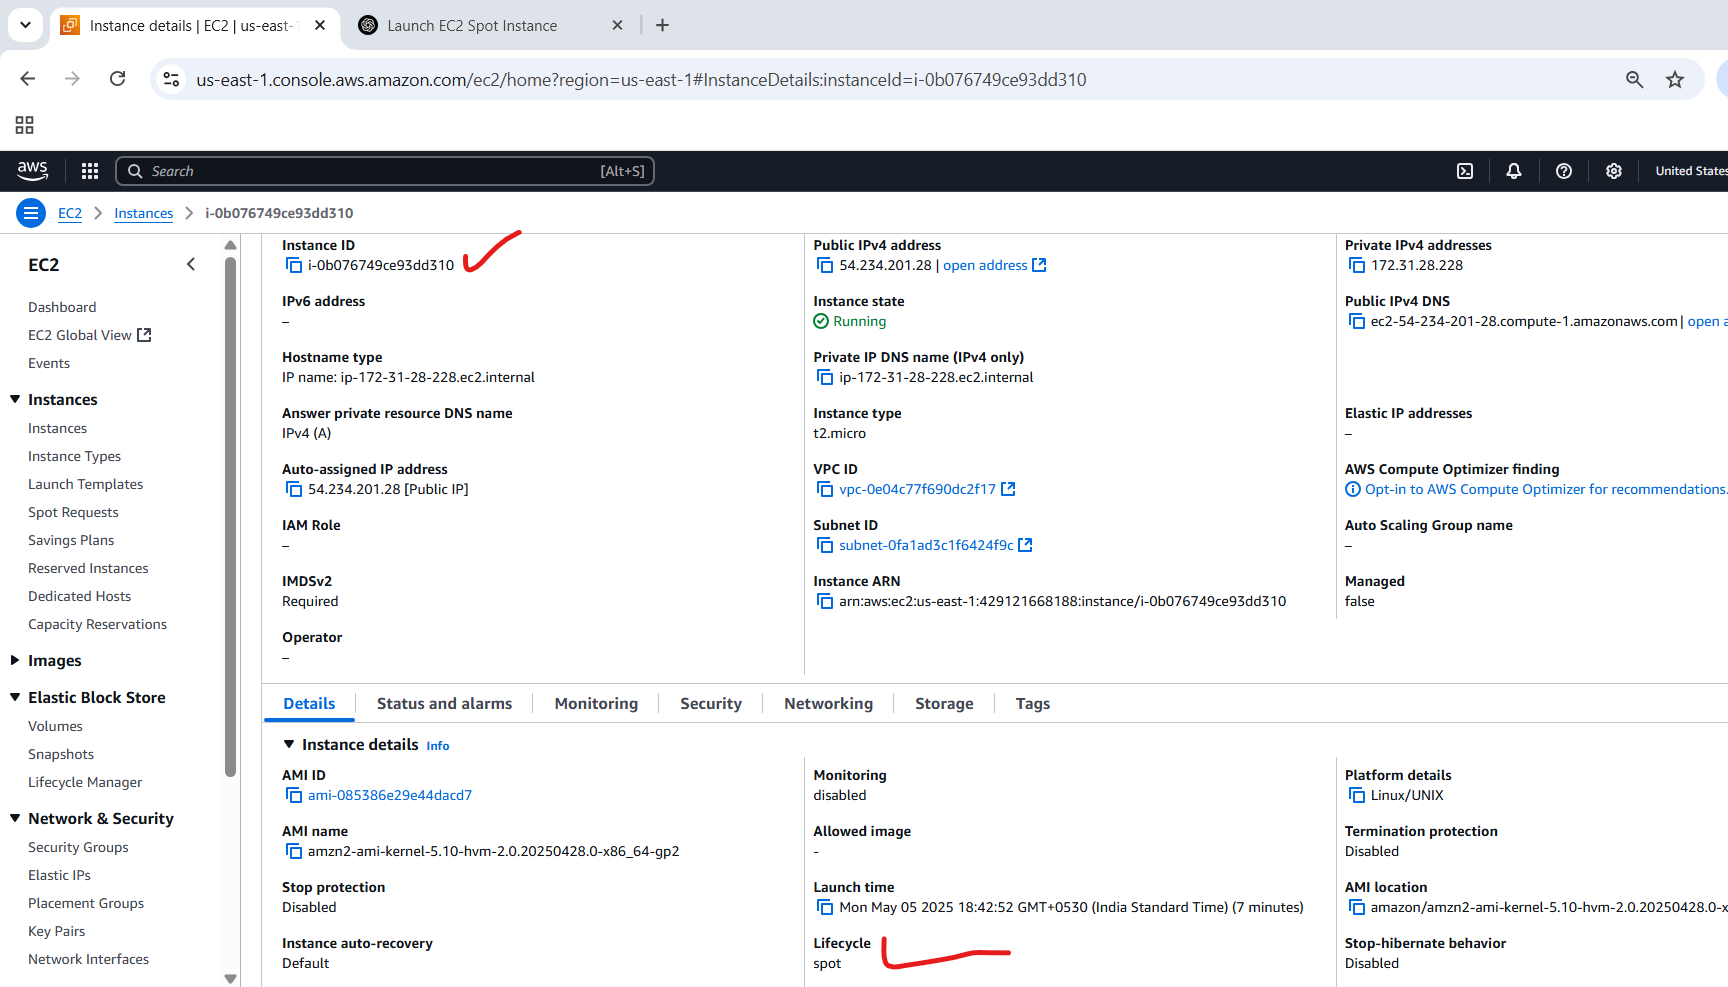 Instance details | EC2 | us-east-
Launch EC2 Spot Instance
us-east-1.console.aws.amazon.com/ec2/home?region=us-east-1#InstanceDetails:instanceId=i-0b076749ce93dd310
aws
Search
[Alt+S]
United States
EC2
Instances
i-0b076749ce93dd310
EC2
Dashboard
EC2 Global View
Events
Instances
Instances
Instance Types
Launch Templates
Spot Requests
Savings Plans
Reserved Instances
Dedicated Hosts
Capacity Reservations
Images
Elastic Block Store
Volumes
Snapshots
Lifecycle Manager
Network & Security
Security Groups
Elastic IPs
Placement Groups
Key Pairs
Network Interfaces
Instance ID
i-0b076749ce93dd310
IPv6 address
–
Hostname type
IP name: ip-172-31-28-228.ec2.internal
Answer private resource DNS name
IPv4 (A)
Auto-assigned IP address
54.234.201.28 [Public IP]
IAM Role
–
IMDSv2
Required
Operator
–
Public IPv4 address
54.234.201.28 | open address
Instance state
Running
Private IP DNS name (IPv4 only)
ip-172-31-28-228.ec2.internal
Instance type
t2.micro
VPC ID
vpc-0e04c77f690dc2f17
Subnet ID
subnet-0fa1ad3c1f6424f9c
Instance ARN
arn:aws:ec2:us-east-1:429121668188:instance/i-0b076749ce93dd310
Private IPv4 addresses
172.31.28.228
Public IPv4 DNS
ec2-54-234-201-28.compute-1.amazonaws.com | open a
Elastic IP addresses
–
AWS Compute Optimizer finding
Opt-in to AWS Compute Optimizer for recommendations.
Auto Scaling Group name
–
Managed
false
Details
Status and alarms
Monitoring
Security
Networking
Storage
Tags
Instance details Info
AMI ID
ami-085386e29e44dacd7
AMI name
amzn2-ami-kernel-5.10-hvm-2.0.20250428.0-x86_64-gp2
Stop protection
Disabled
Instance auto-recovery
Default
Monitoring
disabled
Allowed image
-
Launch time
Mon May 05 2025 18:42:52 GMT+0530 (India Standard Time) (7 minutes)
Lifecycle
spot
Platform details
Linux/UNIX
Termination protection
Disabled
AMI location
amazon/amzn2-ami-kernel-5.10-hvm-2.0.20250428.0-x
Stop-hibernate behavior
Disabled